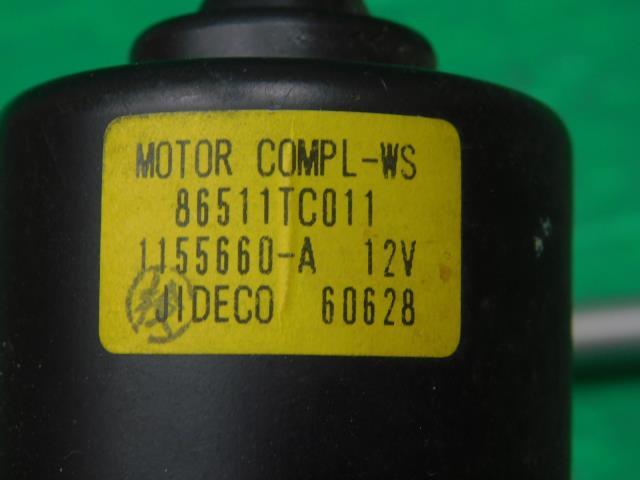 MOTOR COMPL-WS
86511TC011
1155660-A 12V
JIDECO 60628